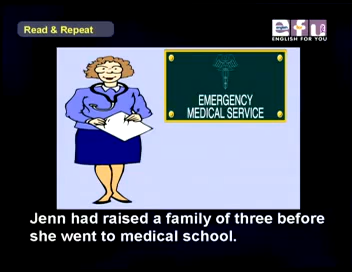 Read & Repeat
efu
ENGLISH FOR YOU
EMERGENCY
MEDICAL SERVICE
Jenn had raised a family of three before
she went to medical school.